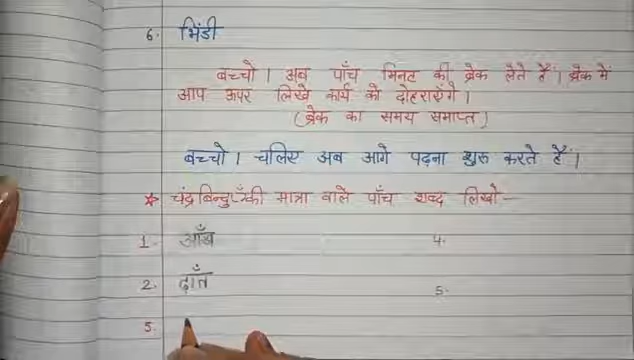 6. भिंडी
बच्चो । अब पाँच मिनट की ब्रेक लेते हैं । ब्रेक में
आप ऊपर लिखे कार्य को दोहराएंगे ।
(ब्रेक का समय समाप्त)
बच्चो । चलिए अब आगे पढ़ना शुरू करते हैं ।
* चंद्रबिन्दु ँ की मात्रा वाले पाँच शब्द लिखो -
1. आँख 4.
2. दाँत 5.
5.